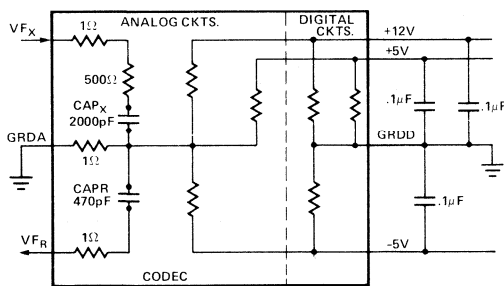 ANALOG CKTS.
DIGITAL
CKTS.
VFX
1Ω
+12V
+5V
500Ω
CAPX
2000pF
.1μF
.1μF
GRDA
1Ω
GRDD
CAPR
470pF
.1μF
VFR
1Ω
-5V
CODEC